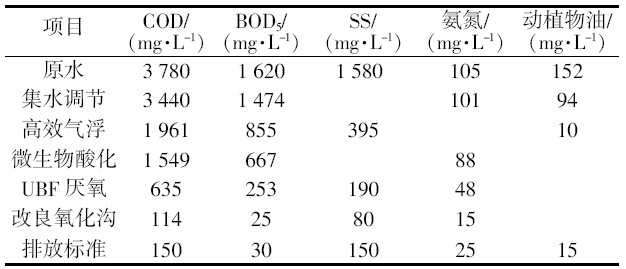 项目 COD/(mg·L⁻¹) BOD₅/(mg·L⁻¹) SS/(mg·L⁻¹) 氨氮/(mg·L⁻¹) 动植物油/(mg·L⁻¹)
原水 3 780 1 620 1 580 105 152
集水调节 3 440 1 474 101 94
高效气浮 1 961 855 395 10
微生物酸化 1 549 667 88
UBF 厌氧 635 253 190 48
改良氧化沟 114 25 80 15
排放标准 150 30 150 25 15